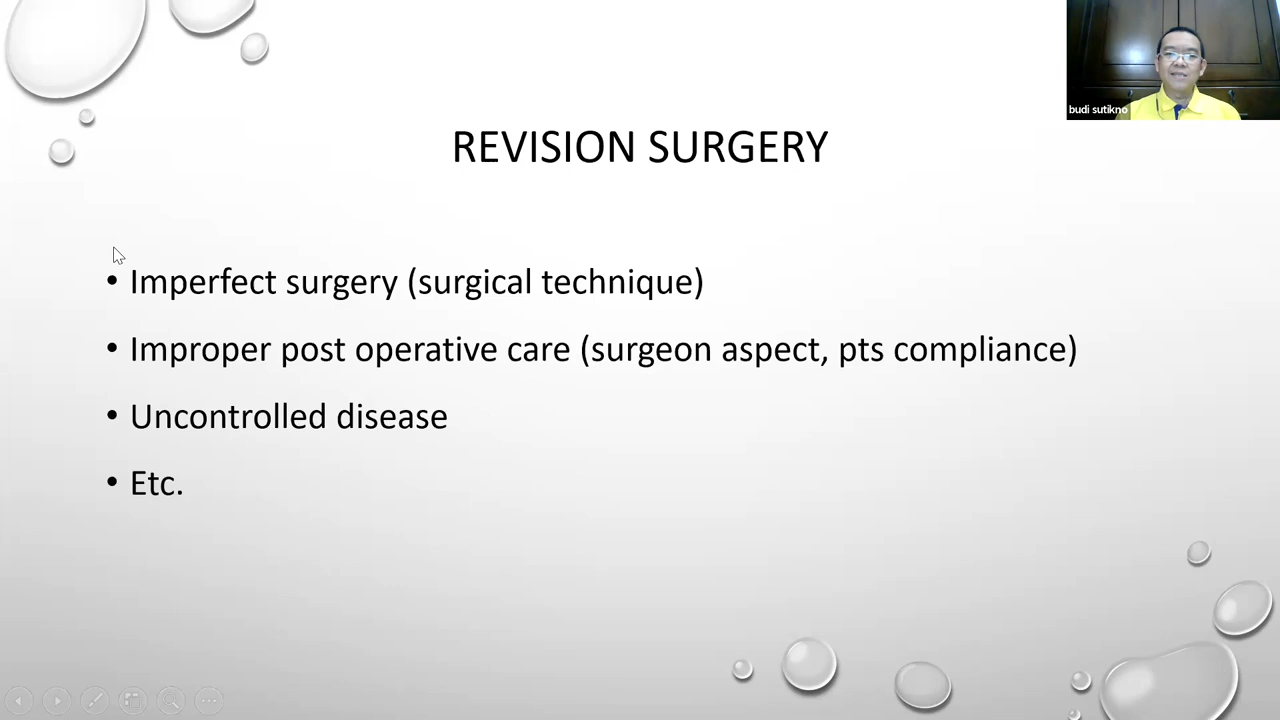 budi sutikno
REVISION SURGERY
• Imperfect surgery (surgical technique)
• Improper post operative care (surgeon aspect, pts compliance)
• Uncontrolled disease
• Etc.